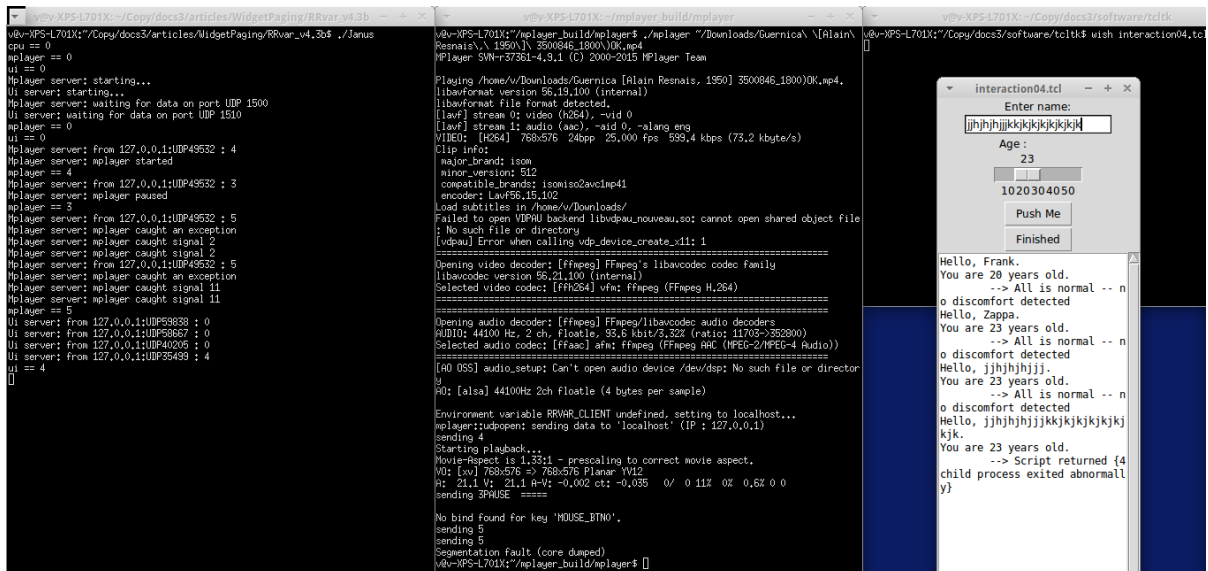 v@v-XPS-L701X: ~/Copy/docs3/articles/WidgetPaging/RRvar_v4.3b
v@v-XPS-L701X:~/Copy/docs3/articles/WidgetPaging/RRvar_v4.3b$ ./Janus
cpu == 0
mplayer == 0
ui == 0
Mplayer server: starting...
Ui server: starting...
Mplayer server: waiting for data on port UDP 1500
Ui server: waiting for data on port UDP 1510
mplayer == 0
ui == 0
Mplayer server: from 127.0.0.1:UDP49532 : 4
Mplayer server: mplayer started
mplayer == 4
Mplayer server: from 127.0.0.1:UDP49532 : 3
Mplayer server: mplayer paused
mplayer == 3
Mplayer server: from 127.0.0.1:UDP49532 : 5
Mplayer server: mplayer caught an exception
Mplayer server: mplayer caught signal 2
Mplayer server: mplayer caught signal 2
Mplayer server: from 127.0.0.1:UDP49532 : 5
Mplayer server: mplayer caught an exception
Mplayer server: mplayer caught signal 11
Mplayer server: mplayer caught signal 11
mplayer == 5
Ui server: from 127.0.0.1:UDP59838 : 0
Ui server: from 127.0.0.1:UDP58667 : 0
Ui server: from 127.0.0.1:UDP40205 : 0
Ui server: from 127.0.0.1:UDP35499 : 4
ui == 4
v@v-XPS-L701X: ~/mplayer_build/mplayer
v@v-XPS-L701X:~/mplayer_build/mplayer$ ./mplayer ~/Downloads/Guernica\ \[Alain\
Resnais\,\ 1950\]\ 3500846_1800\)OK.mp4
MPlayer SVN-r37361-4.9.1 (C) 2000-2015 MPlayer Team
Playing /home/v/Downloads/Guernica [Alain Resnais, 1950] 3500846_1800)OK.mp4.
libavformat version 56.19.100 (internal)
libavformat file format detected.
[lavf] stream 0: video (h264), -vid 0
[lavf] stream 1: audio (aac), -aid 0, -alang eng
VIDEO:  [H264]  768x576  24bpp  25.000 fps  599.4 kbps (73.2 kbyte/s)
Clip info:
major_brand: isom
minor_version: 512
compatible_brands: isomiso2avc1mp41
encoder: Lavf56.15.102
Load subtitles in /home/v/Downloads/
Failed to open VDPAU backend libvdpau_nouveau.so: cannot open shared object file
: No such file or directory
[vdpau] Error when calling vdp_device_create_x11: 1
==========================================================================
Opening video decoder: [ffmpeg] FFmpeg's libavcodec codec family
libavcodec version 56.21.100 (internal)
Selected video codec: [ffh264] vfm: ffmpeg (FFmpeg H.264)
==========================================================================
==========================================================================
Opening audio decoder: [ffmpeg] FFmpeg/libavcodec audio decoders
AUDIO: 44100 Hz, 2 ch, floatle, 93.6 kbit/3.32% (ratio: 11703->352800)
Selected audio codec: [ffaac] afm: ffmpeg (FFmpeg AAC (MPEG-2/MPEG-4 Audio))
==========================================================================
[AO OSS] audio_setup: Can't open audio device /dev/dsp: No such file or director
y
AO: [alsa] 44100Hz 2ch floatle (4 bytes per sample)
Environment variable RRVAR_CLIENT undefined, setting to localhost...
mplayer::udpopen: sending data to 'localhost' (IP : 127.0.0.1)
sending 4
Starting playback...
Movie-Aspect is 1.33:1 - prescaling to correct movie aspect.
VO: [xv] 768x576 => 768x576 Planar YV12
A:  21.1 V:  21.1 A-V: -0.002 ct: -0.035   0/  0 11%  0%  0.6% 0 0
sending 3PAUSE  =====
No bind found for key 'MOUSE_BTN0'.
sending 5
sending 5
Segmentation fault (core dumped)
v@v-XPS-L701X:~/mplayer_build/mplayer$
v@v-XPS-L701X: ~/Copy/docs3/software/tcltk
v@v-XPS-L701X:~/Copy/docs3/software/tcltk$ wish interaction04.tcl
interaction04.tcl
Enter name:
jjhjhjhjjjkkjkjkjkjkjkjkjk
Age :
23
1020304050
Push Me
Finished
Hello, Frank.
You are 20 years old.
--> All is normal -- n
o discomfort detected
Hello, Zappa.
You are 23 years old.
--> All is normal -- n
o discomfort detected
Hello, jjhjhjhjjj.
You are 23 years old.
--> All is normal -- n
o discomfort detected
Hello, jjhjhjhjjjkkjkjkjkjkjkj
kjk.
You are 23 years old.
--> Script returned {4
child process exited abnormall
y}